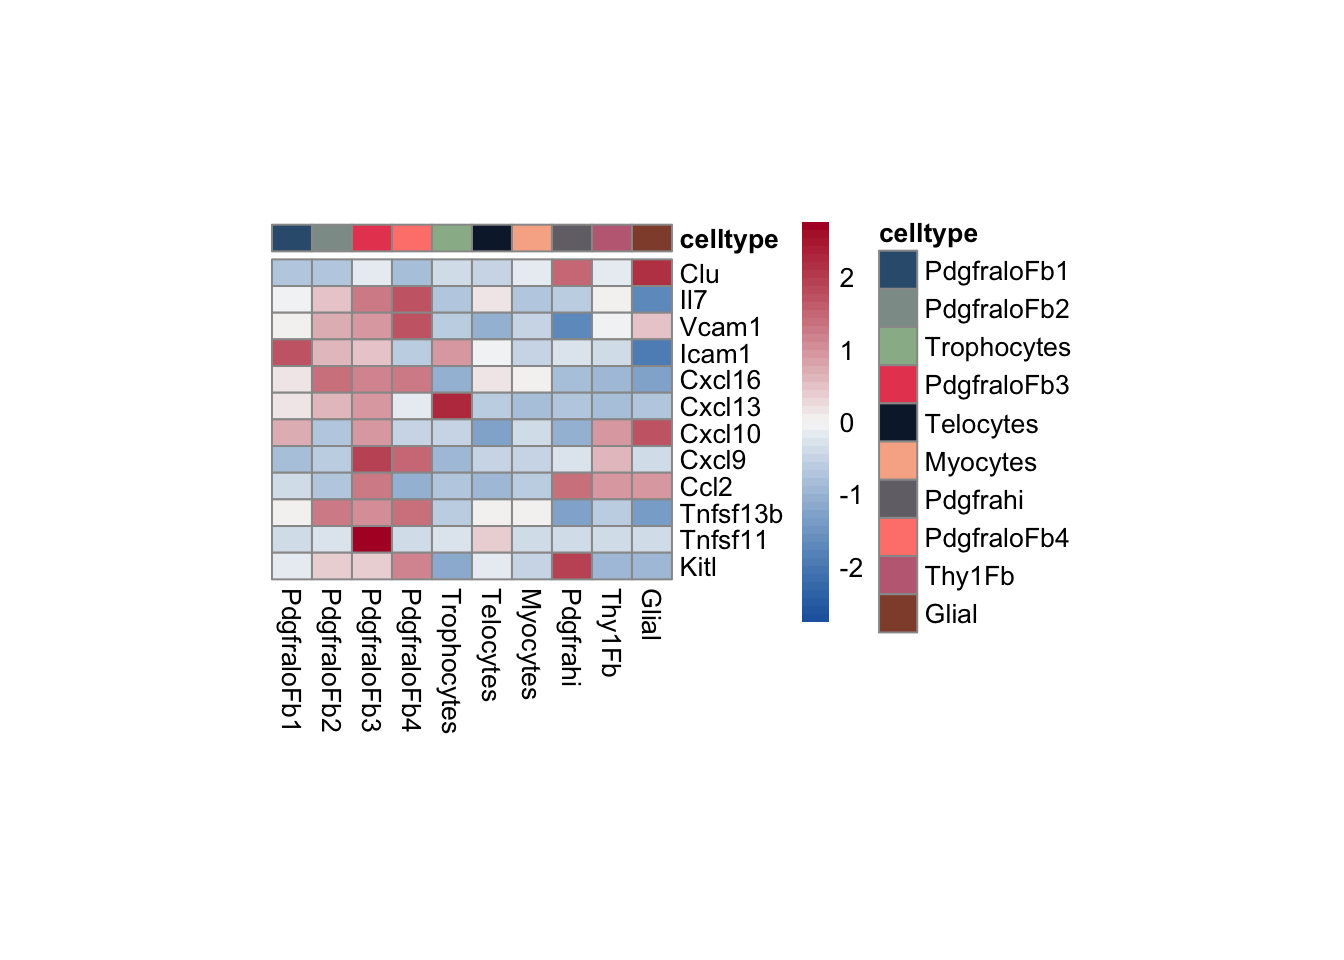 celltype
Clu
Il7
Vcam1
Icam1
Cxcl16
Cxcl13
Cxcl10
Cxcl9
Ccl2
Tnfsf13b
Tnfsf11
Kitl
PdgfraloFb1
PdgfraloFb2
PdgfraloFb3
PdgfraloFb4
Trophocytes
Telocytes
Myocytes
Pdgfrahi
Thy1Fb
Glial
2
1
0
-1
-2
celltype
PdgfraloFb1
PdgfraloFb2
Trophocytes
PdgfraloFb3
Telocytes
Myocytes
Pdgfrahi
PdgfraloFb4
Thy1Fb
Glial